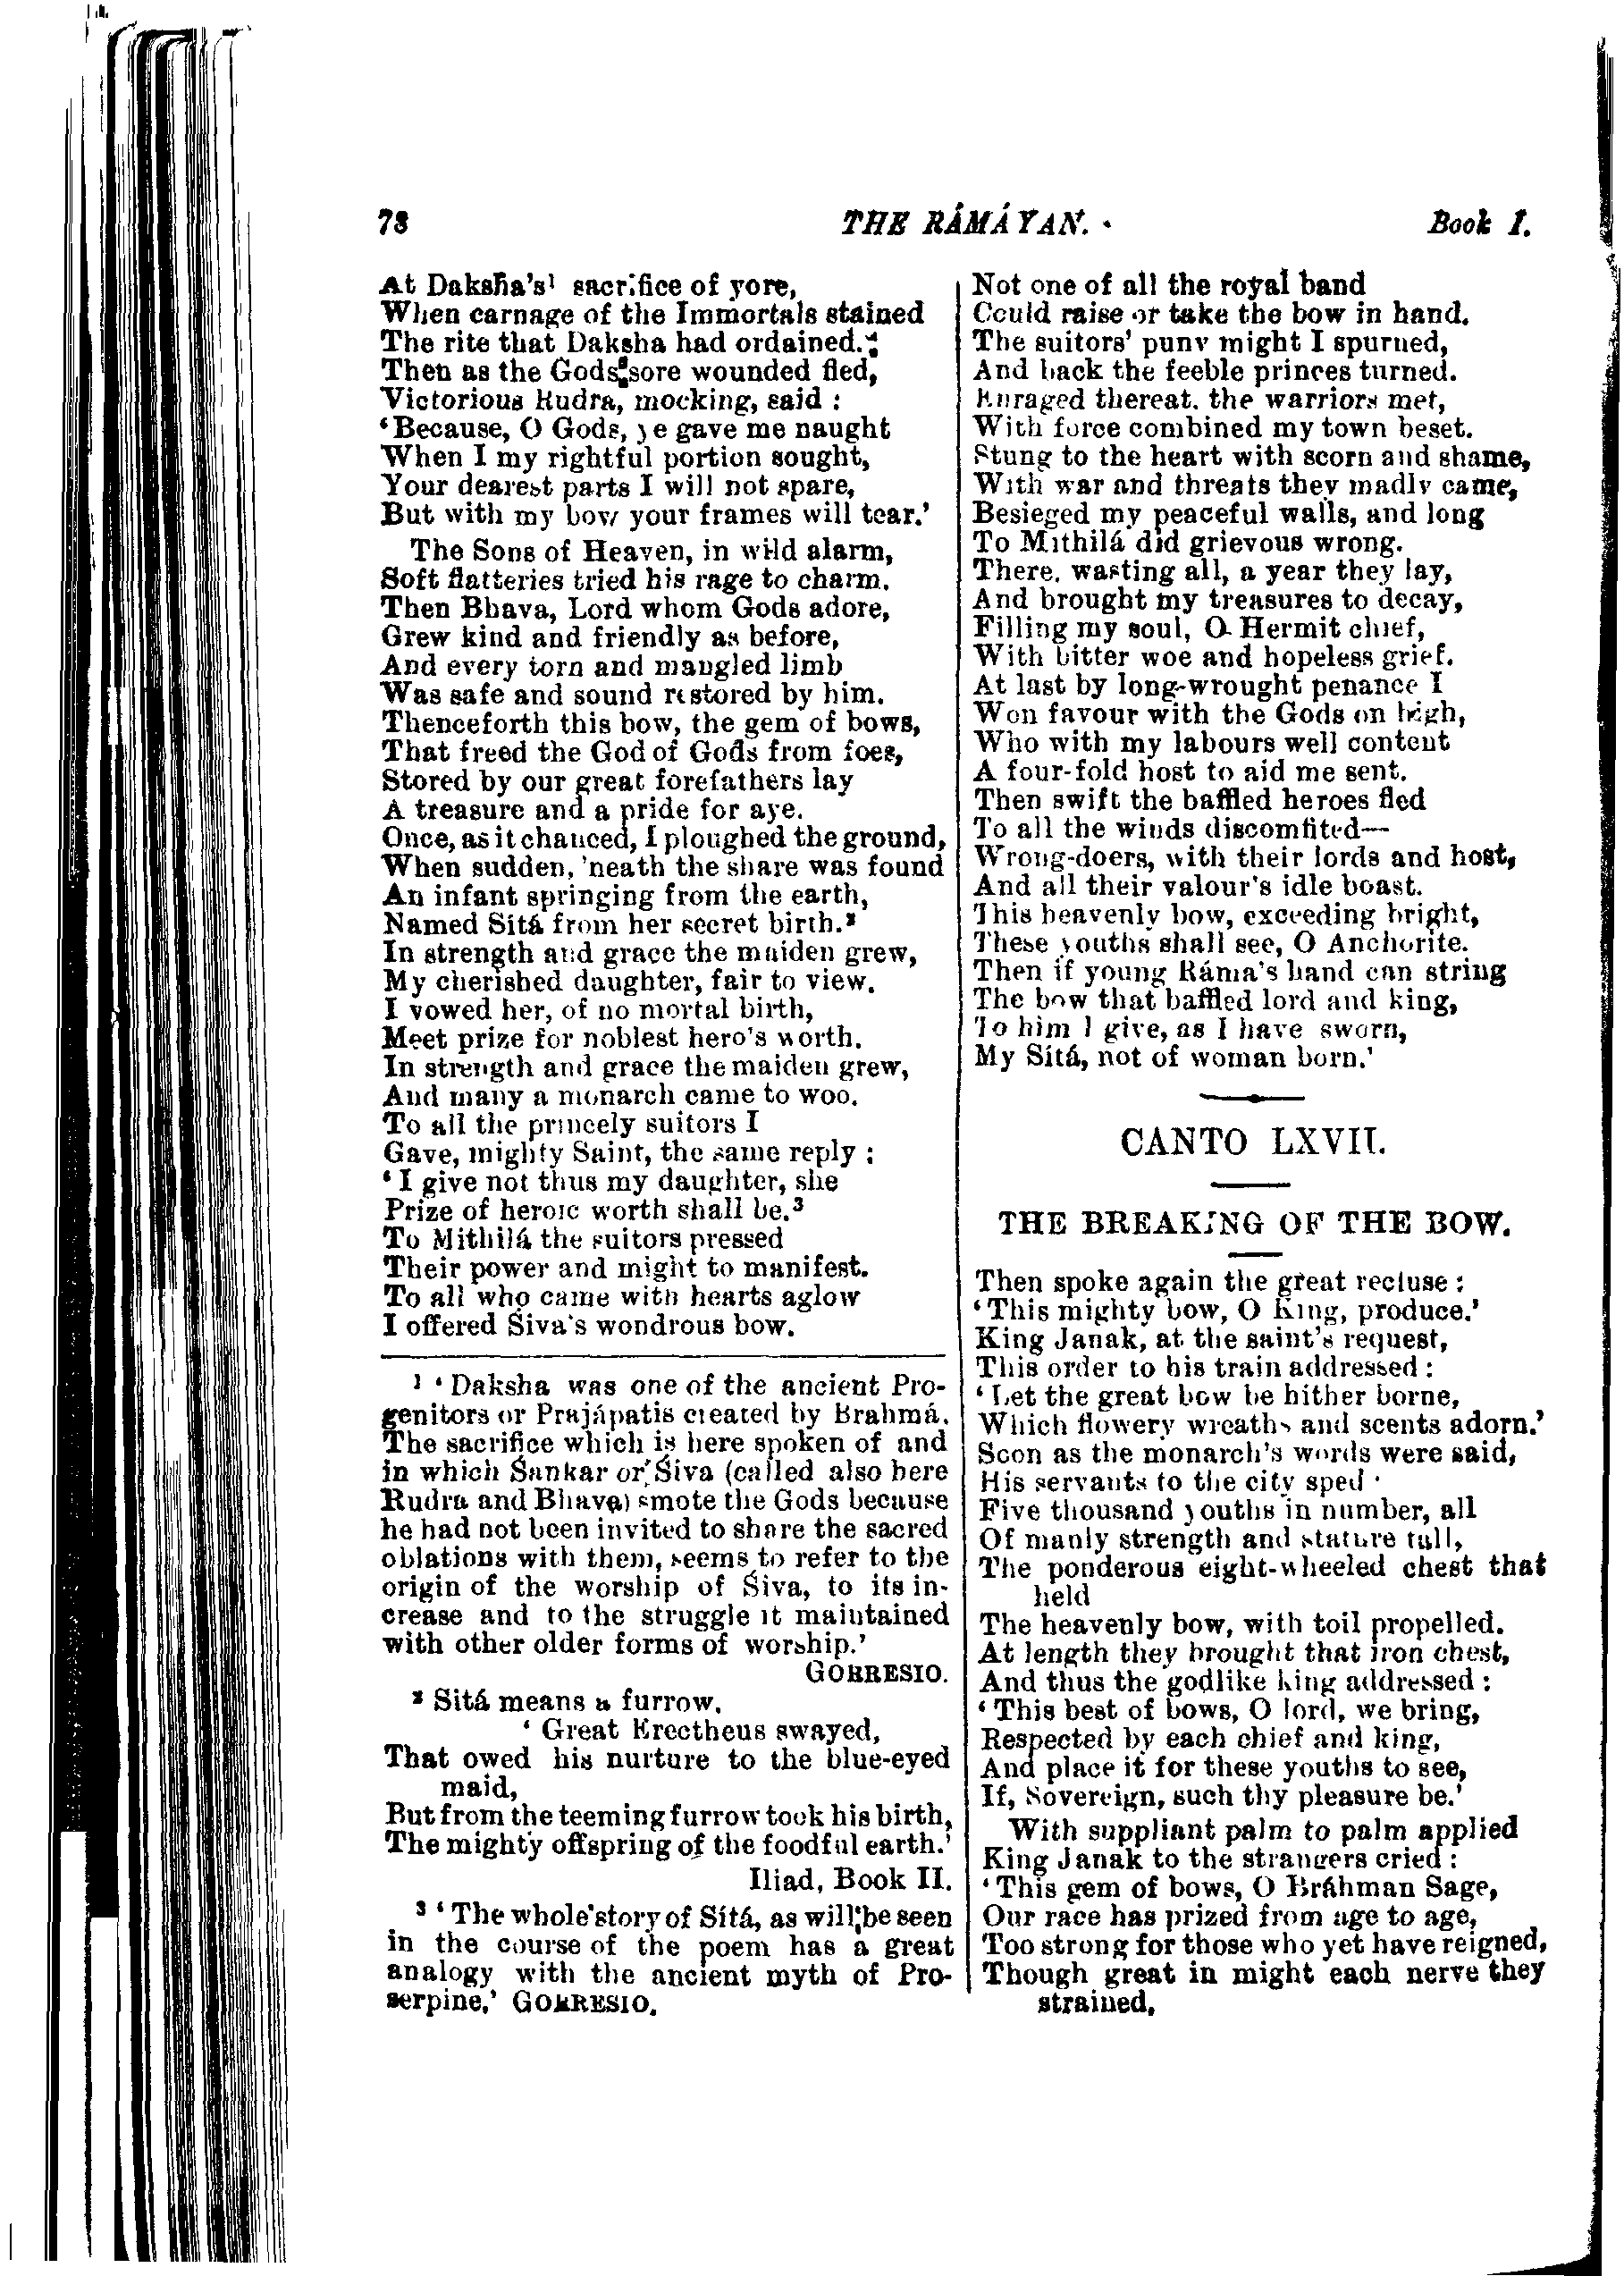 78 THE RÁMÁYAN. Book I.
At Daksha's¹ sacrifice of yore,
When carnage of the Immortals stained
The rite that Daksha had ordained.
Then as the Gods sore wounded fled,
Victorious Rudra, mocking, said :
‘Because, O Gods, ye gave me naught
When I my rightful portion sought,
Your dearest parts I will not spare,
But with my bow your frames will tear.’
The Sons of Heaven, in wild alarm,
Soft flatteries tried his rage to charm.
Then Bhava, Lord whom Gods adore,
Grew kind and friendly as before,
And every torn and mangled limb
Was safe and sound restored by him.
Thenceforth this bow, the gem of bows,
That freed the God of Gods from foes,
Stored by our great forefathers lay
A treasure and a pride for aye.
Once, as it chanced, I ploughed the ground,
When sudden, 'neath the share was found
An infant springing from the earth,
Named Sítá from her secret birth.²
In strength and grace the maiden grew,
My cherished daughter, fair to view.
I vowed her, of no mortal birth,
Meet prize for noblest hero's worth.
In strength and grace the maiden grew,
And many a monarch came to woo.
To all the princely suitors I
Gave, mighty Saint, the same reply :
‘I give not thus my daughter, she
Prize of heroic worth shall be.³
To Mithilá the suitors pressed
Their power and might to manifest.
To all who came with hearts aglow
I offered Śiva's wondrous bow.
¹ ‘Daksha was one of the ancient Pro-
genitors or Prajápatis created by Brahmá.
The sacrifice which is here spoken of and
in which Śankar or Śiva (called also here
Rudra and Bhava) smote the Gods because
he had not been invited to share the sacred
oblations with them, seems to refer to the
origin of the worship of Śiva, to its in-
crease and to the struggle it maintained
with other older forms of worship.’
GORRESIO.
² Sítá means a furrow.
‘Great Erectheus swayed,
That owed his nurture to the blue-eyed
maid,
But from the teeming furrow took his birth,
The mighty offspring of the foodful earth.’
Iliad, Book II.
³ ‘The whole story of Sítá, as will be seen
in the course of the poem has a great
analogy with the ancient myth of Pro-
serpine.’ GORRESIO.
Not one of all the royal band
Could raise or take the bow in hand.
The suitors' puny might I spurned,
And back the feeble princes turned.
Enraged thereat, the warriors met,
With force combined my town beset.
Stung to the heart with scorn and shame,
With war and threats they madly came,
Besieged my peaceful walls, and long
To Mithilá did grievous wrong.
There, wasting all, a year they lay,
And brought my treasures to decay,
Filling my soul, O Hermit chief,
With bitter woe and hopeless grief.
At last by long-wrought penance I
Won favour with the Gods on high,
Who with my labours well content
A four-fold host to aid me sent.
Then swift the baffled heroes fled
To all the winds discomfited—
Wrong-doers, with their lords and host,
And all their valour's idle boast.
This heavenly bow, exceeding bright,
These youths shall see, O Anchorite.
Then if young Ráma's hand can string
The bow that baffled lord and king,
To him I give, as I have sworn,
My Sítá, not of woman born.’
CANTO LXVII.
THE BREAKING OF THE BOW.
Then spoke again the great recluse :
‘This mighty bow, O King, produce.’
King Janak, at the saint's request,
This order to his train addressed :
‘Let the great bow be hither borne,
Which flowery wreaths and scents adorn.’
Soon as the monarch's words were said,
His servants to the city sped
Five thousand youths in number, all
Of manly strength and stature tall,
The ponderous eight-wheeled chest that
held
The heavenly bow, with toil propelled.
At length they brought that iron chest,
And thus the godlike king addressed :
‘This best of bows, O lord, we bring,
Respected by each chief and king,
And place it for these youths to see,
If, Sovereign, such thy pleasure be.’
With suppliant palm to palm applied
King Janak to the strangers cried :
‘This gem of bows, O Bráhman Sage,
Our race has prized from age to age,
Too strong for those who yet have reigned,
Though great in might each nerve they
strained.